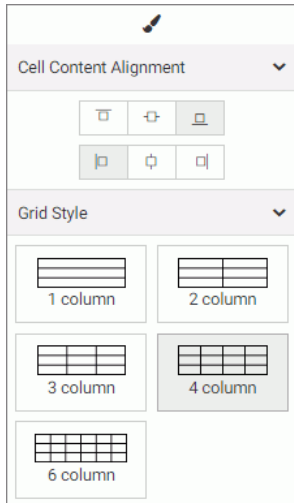 Cell Content Alignment
Grid Style
1 column
2 column
3 column
4 column
6 column